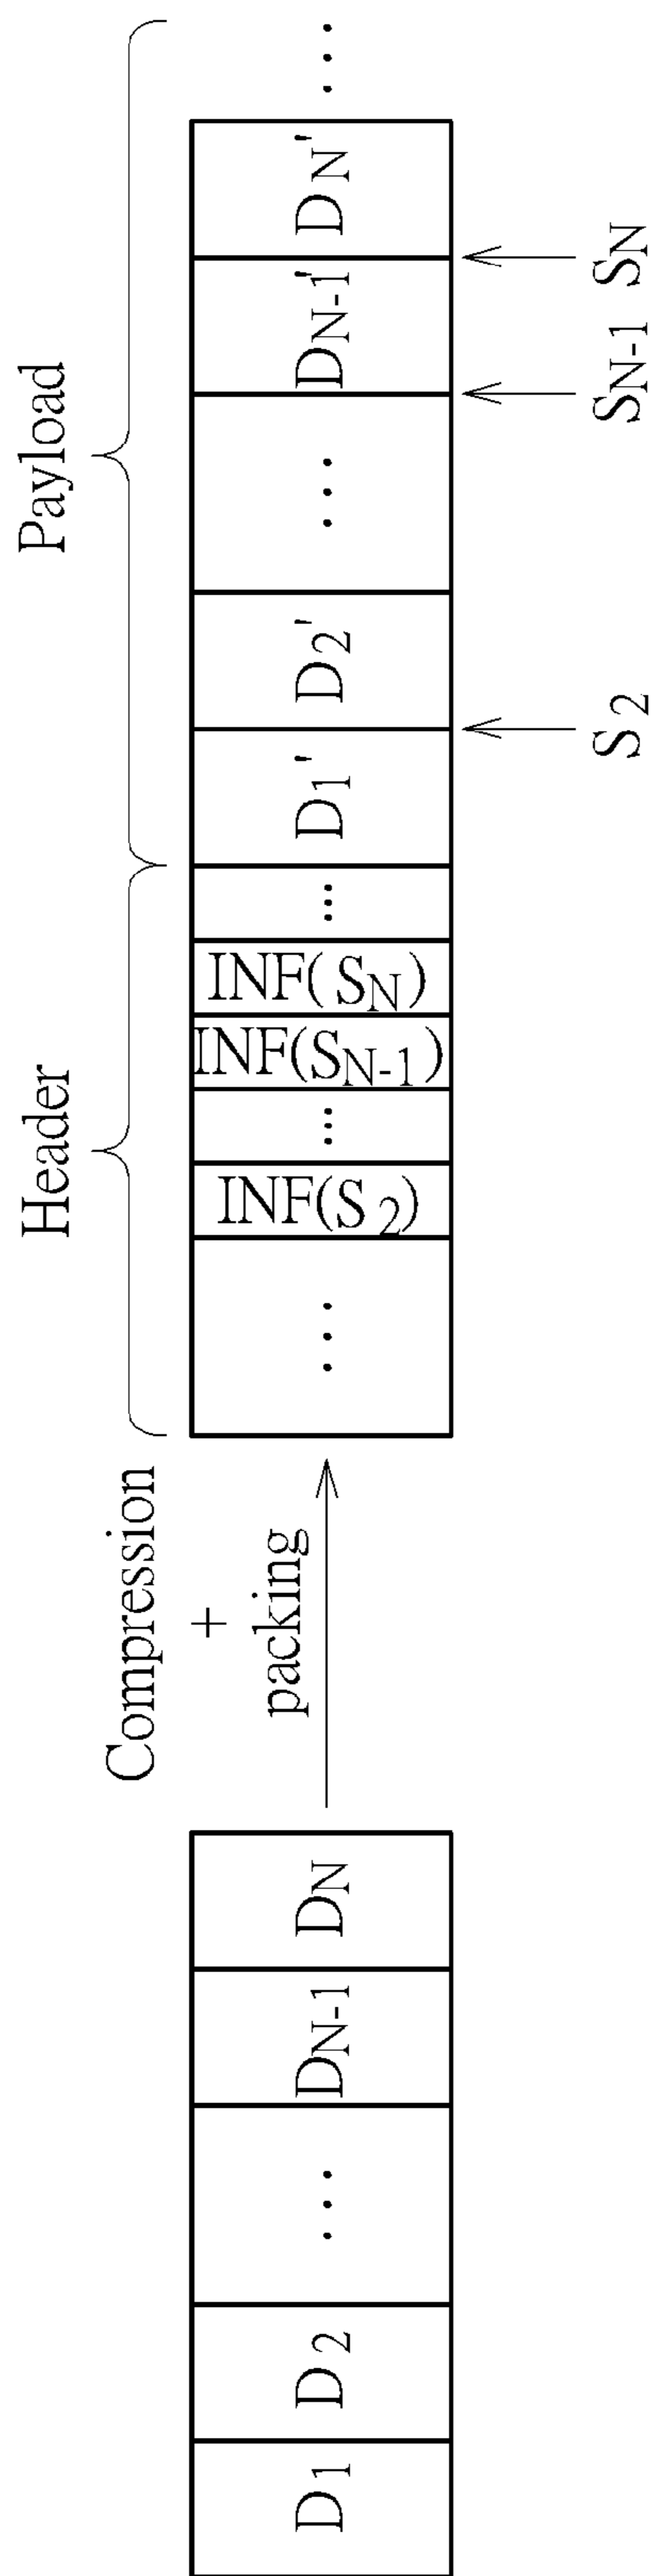 D1 D2 ... DN-1 DN
Compression
+
packing
Header
Payload
... INF(S2) ... INF(SN-1) INF(SN) ... D1' D2' ... DN-1' DN' ...
S2 SN-1 SN